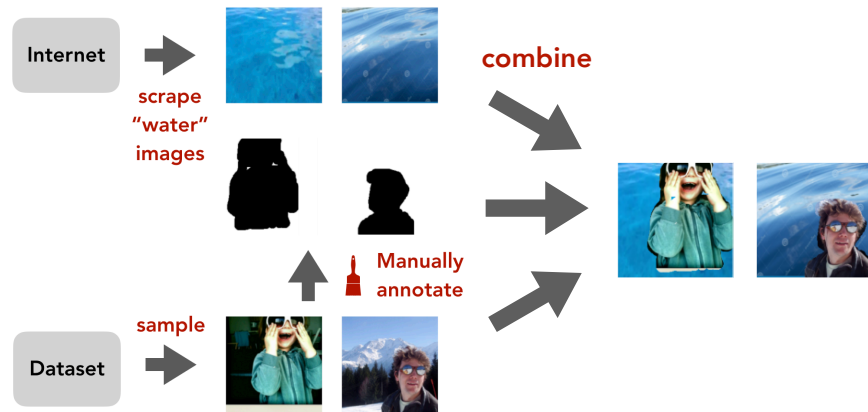 Internet
scrape
“water”
images
combine
Manually
annotate
sample
Dataset